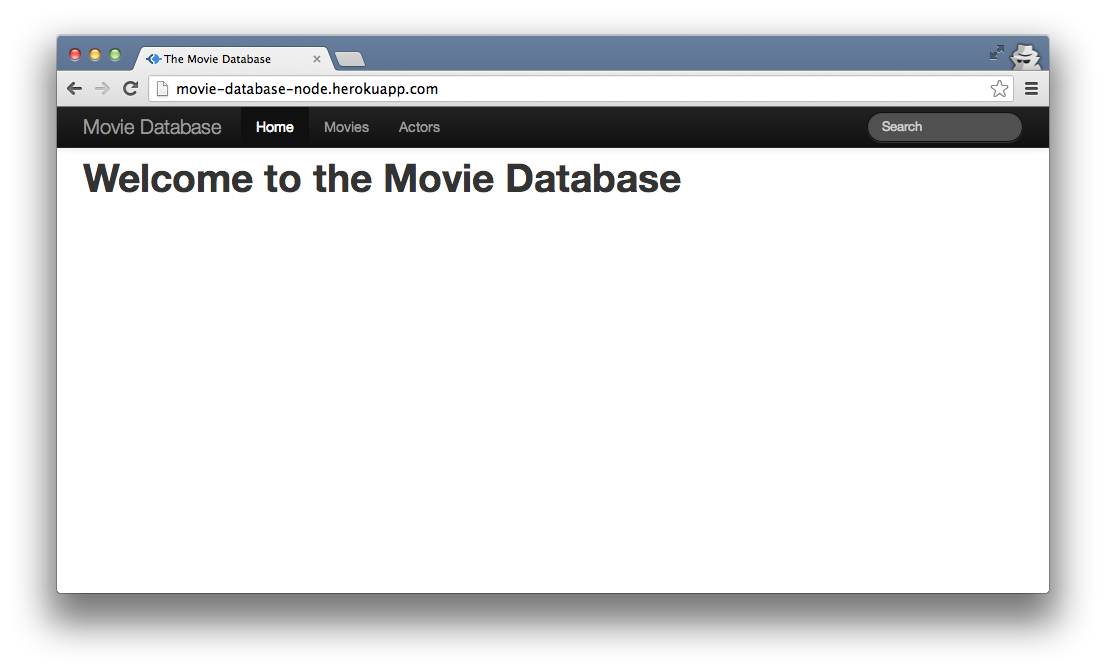 The Movie Database
movie-database-node.herokuapp.com
Movie Database Home Movies Actors Search
Welcome to the Movie Database